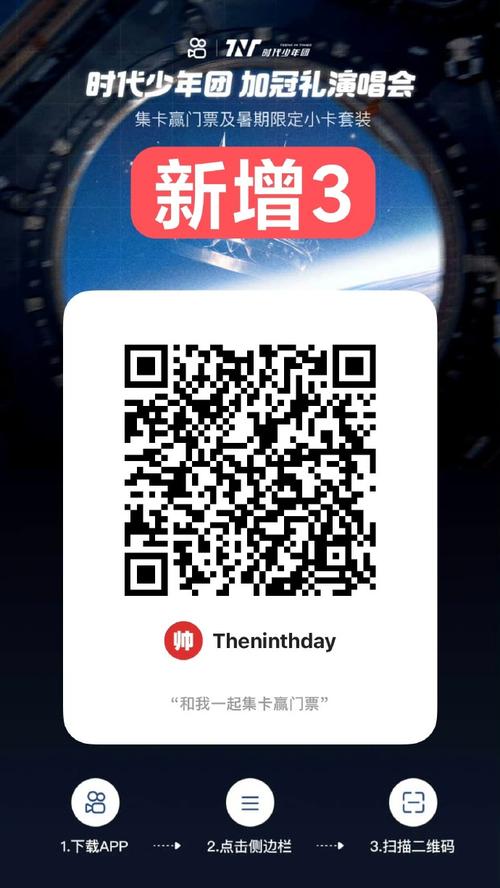 TNT 时代少年团
时代少年团 加冠礼演唱会
集卡赢门票及暑期限定小卡套装
新增3
帅 Theninthday
“和我一起集卡赢门票”
1.下载APP 2.点击侧边栏 3.扫描二维码